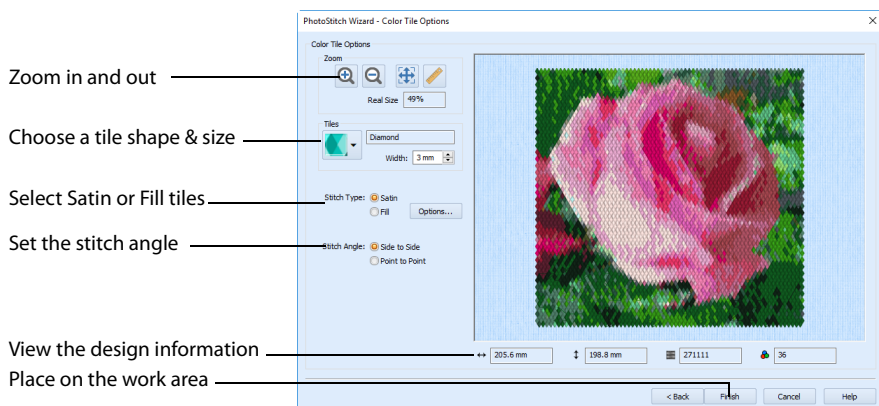 PhotoStitch Wizard - Color Tile Options
Color Tile Options
Zoom
Zoom in and out
Real Size 49%
Tiles
Choose a tile shape & size
Diamond
Width: 3 mm
Select Satin or Fill tiles
Stitch Type: Satin
Fill Options...
Set the stitch angle
Stitch Angle: Side to Side
Point to Point
View the design information
205.6 mm 198.8 mm 271111 36
Place on the work area
< Back Finish Cancel Help